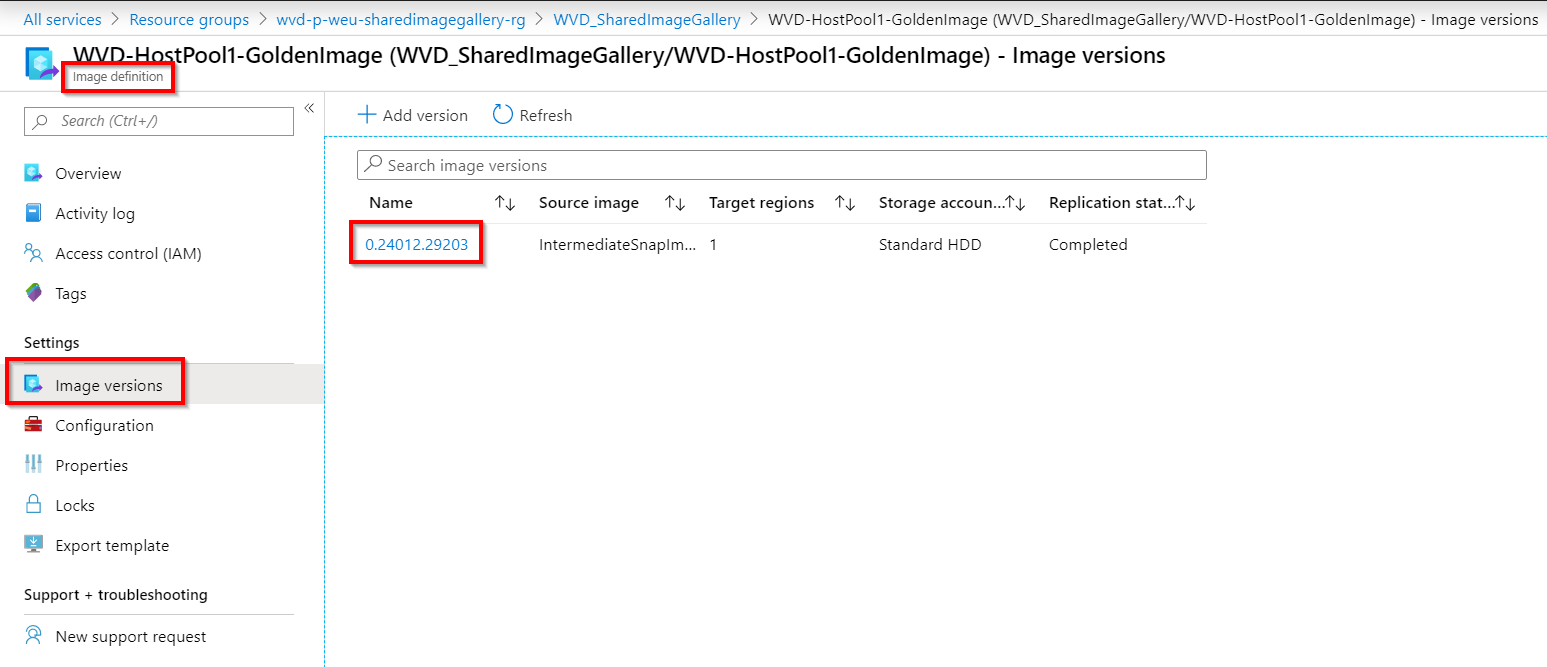 All services > Resource groups > wvd-p-weu-sharedimagegallery-rg > WVD_SharedImageGallery > WVD-HostPool1-GoldenImage (WVD_SharedImageGallery/WVD-HostPool1-GoldenImage) - Image versions
WVD-HostPool1-GoldenImage (WVD_SharedImageGallery/WVD-HostPool1-GoldenImage) - Image versions
Image definition
Search (Ctrl+/)
«
Overview
Activity log
Access control (IAM)
Tags
Settings
Image versions
Configuration
Properties
Locks
Export template
Support + troubleshooting
New support request
Add version Refresh
Search image versions
Name ↑↓ Source image ↑↓ Target regions ↑↓ Storage accoun...↑↓ Replication stat...↑↓
0.24012.29203 IntermediateSnapIm... 1 Standard HDD Completed